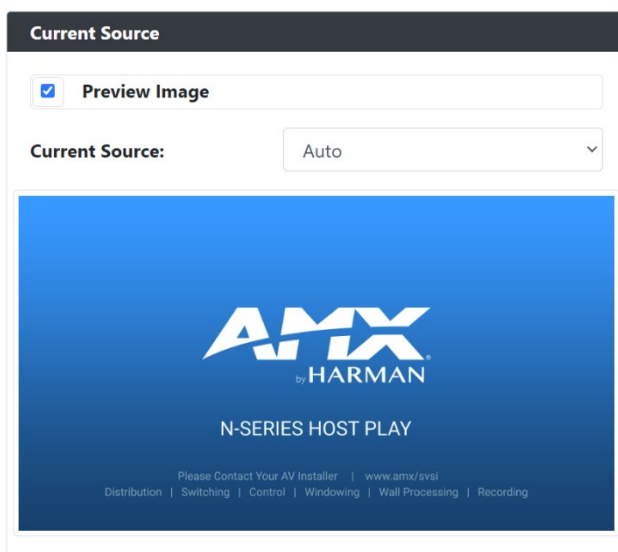 Current Source
Preview Image
Current Source:
Auto
AMX
by HARMAN
N-SERIES HOST PLAY
Please Contact Your AV Installer | www.amx/svsi
Distribution | Switching | Control | Windowing | Wall Processing | Recording